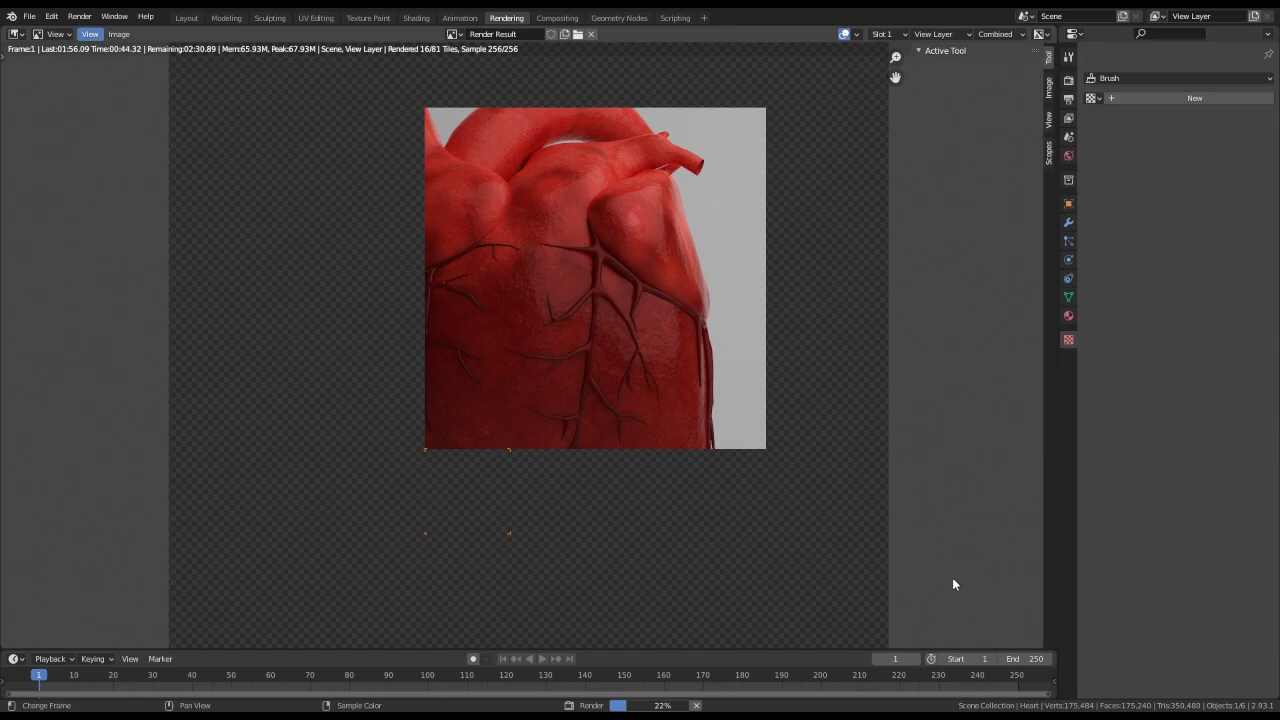 File Edit Render Window Help Layout Modeling Sculpting UV Editing Texture Paint Shading Animation Rendering Compositing Geometry Nodes Scripting + Scene View Layer
View View Image Render Result Slot 1 View Layer Combined
Frame:1 | Last:01:56.09 Time:00:44.32 | Remaining:02:30.89 | Mem:65.93M, Peak:67.93M | Scene, View Layer | Rendered 16/81 Tiles, Sample 256/256
Active Tool
Tool
Image
View
Scopes
Brush
+ New
Playback Keying View Marker 1 Start 1 End 250
1 10 20 30 40 50 60 70 80 90 100 110 120 130 140 150 160 170 180 190 200 210 220 230 240 250
Change Frame Pan View Sample Color Render 22% Scene Collection | Heart | Verts:175,484 | Faces:175,240 | Tris:350,480 | Objects:1/6 | 2.93.1